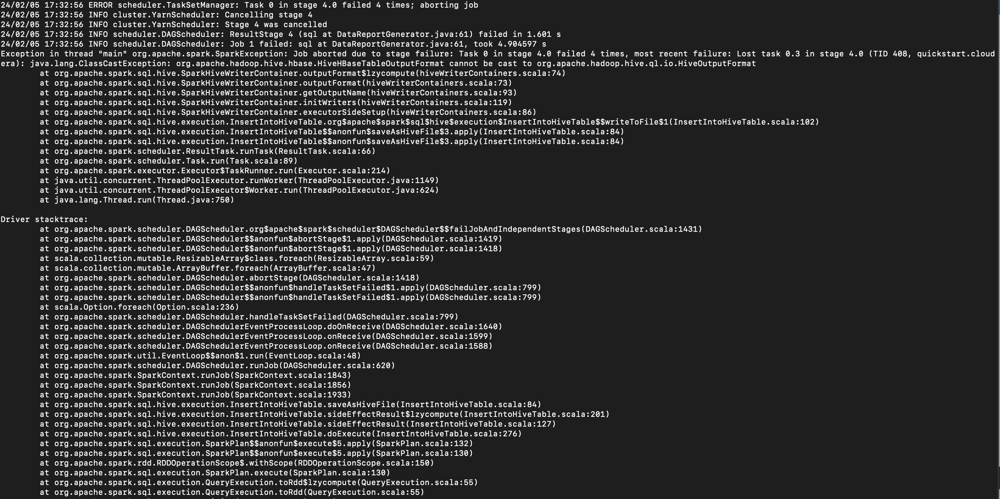 24/02/05 17:32:56 ERROR scheduler.TaskSetManager: Task 0 in stage 4.0 failed 4 times; aborting job
24/02/05 17:32:56 INFO cluster.YarnScheduler: Cancelling stage 4
24/02/05 17:32:56 INFO cluster.YarnScheduler: Stage 4 was cancelled
24/02/05 17:32:56 INFO scheduler.DAGScheduler: ResultStage 4 (sql at DataReportGenerator.java:61) failed in 1.601 s
24/02/05 17:32:56 INFO scheduler.DAGScheduler: Job 1 failed: sql at DataReportGenerator.java:61, took 4.904597 s
Exception in thread "main" org.apache.spark.SparkException: Job aborted due to stage failure: Task 0 in stage 4.0 failed 4 times, most recent failure: Lost task 0.3 in stage 4.0 (TID 408, quickstart.cloud
era): java.lang.ClassCastException: org.apache.hadoop.hive.hbase.HiveHBaseTableOutputFormat cannot be cast to org.apache.hadoop.hive.ql.io.HiveOutputFormat
at org.apache.spark.sql.hive.SparkHiveWriterContainer.outputFormat$lzycompute(hiveWriterContainers.scala:74)
at org.apache.spark.sql.hive.SparkHiveWriterContainer.outputFormat(hiveWriterContainers.scala:73)
at org.apache.spark.sql.hive.SparkHiveWriterContainer.getOutputName(hiveWriterContainers.scala:93)
at org.apache.spark.sql.hive.SparkHiveWriterContainer.initWriters(hiveWriterContainers.scala:119)
at org.apache.spark.sql.hive.SparkHiveWriterContainer.executorSideSetup(hiveWriterContainers.scala:86)
at org.apache.spark.sql.hive.execution.InsertIntoHiveTable.org$apache$spark$sql$hive$execution$InsertIntoHiveTable$$writeToFile$1(InsertIntoHiveTable.scala:102)
at org.apache.spark.sql.hive.execution.InsertIntoHiveTable$$anonfun$saveAsHiveFile$3.apply(InsertIntoHiveTable.scala:84)
at org.apache.spark.sql.hive.execution.InsertIntoHiveTable$$anonfun$saveAsHiveFile$3.apply(InsertIntoHiveTable.scala:84)
at org.apache.spark.scheduler.ResultTask.runTask(ResultTask.scala:66)
at org.apache.spark.scheduler.Task.run(Task.scala:89)
at org.apache.spark.executor.Executor$TaskRunner.run(Executor.scala:214)
at java.util.concurrent.ThreadPoolExecutor.runWorker(ThreadPoolExecutor.java:1149)
at java.util.concurrent.ThreadPoolExecutor$Worker.run(ThreadPoolExecutor.java:624)
at java.lang.Thread.run(Thread.java:750)
Driver stacktrace:
at org.apache.spark.scheduler.DAGScheduler.org$apache$spark$scheduler$DAGScheduler$$failJobAndIndependentStages(DAGScheduler.scala:1431)
at org.apache.spark.scheduler.DAGScheduler$$anonfun$abortStage$1.apply(DAGScheduler.scala:1419)
at org.apache.spark.scheduler.DAGScheduler$$anonfun$abortStage$1.apply(DAGScheduler.scala:1418)
at scala.collection.mutable.ResizableArray$class.foreach(ResizableArray.scala:59)
at scala.collection.mutable.ArrayBuffer.foreach(ArrayBuffer.scala:47)
at org.apache.spark.scheduler.DAGScheduler.abortStage(DAGScheduler.scala:1418)
at org.apache.spark.scheduler.DAGScheduler$$anonfun$handleTaskSetFailed$1.apply(DAGScheduler.scala:799)
at org.apache.spark.scheduler.DAGScheduler$$anonfun$handleTaskSetFailed$1.apply(DAGScheduler.scala:799)
at scala.Option.foreach(Option.scala:236)
at org.apache.spark.scheduler.DAGScheduler.handleTaskSetFailed(DAGScheduler.scala:799)
at org.apache.spark.scheduler.DAGSchedulerEventProcessLoop.doOnReceive(DAGScheduler.scala:1640)
at org.apache.spark.scheduler.DAGSchedulerEventProcessLoop.onReceive(DAGScheduler.scala:1599)
at org.apache.spark.scheduler.DAGSchedulerEventProcessLoop.onReceive(DAGScheduler.scala:1588)
at org.apache.spark.util.EventLoop$$anon$1.run(EventLoop.scala:48)
at org.apache.spark.scheduler.DAGScheduler.runJob(DAGScheduler.scala:620)
at org.apache.spark.SparkContext.runJob(SparkContext.scala:1843)
at org.apache.spark.SparkContext.runJob(SparkContext.scala:1856)
at org.apache.spark.SparkContext.runJob(SparkContext.scala:1933)
at org.apache.spark.sql.hive.execution.InsertIntoHiveTable.saveAsHiveFile(InsertIntoHiveTable.scala:84)
at org.apache.spark.sql.hive.execution.InsertIntoHiveTable.sideEffectResult$lzycompute(InsertIntoHiveTable.scala:201)
at org.apache.spark.sql.hive.execution.InsertIntoHiveTable.sideEffectResult(InsertIntoHiveTable.scala:127)
at org.apache.spark.sql.hive.execution.InsertIntoHiveTable.doExecute(InsertIntoHiveTable.scala:276)
at org.apache.spark.sql.execution.SparkPlan$$anonfun$execute$5.apply(SparkPlan.scala:132)
at org.apache.spark.sql.execution.SparkPlan$$anonfun$execute$5.apply(SparkPlan.scala:130)
at org.apache.spark.rdd.RDDOperationScope$.withScope(RDDOperationScope.scala:150)
at org.apache.spark.sql.execution.SparkPlan.execute(SparkPlan.scala:130)
at org.apache.spark.sql.execution.QueryExecution.toRdd$lzycompute(QueryExecution.scala:55)
at org.apache.spark.sql.execution.QueryExecution.toRdd(QueryExecution.scala:55)